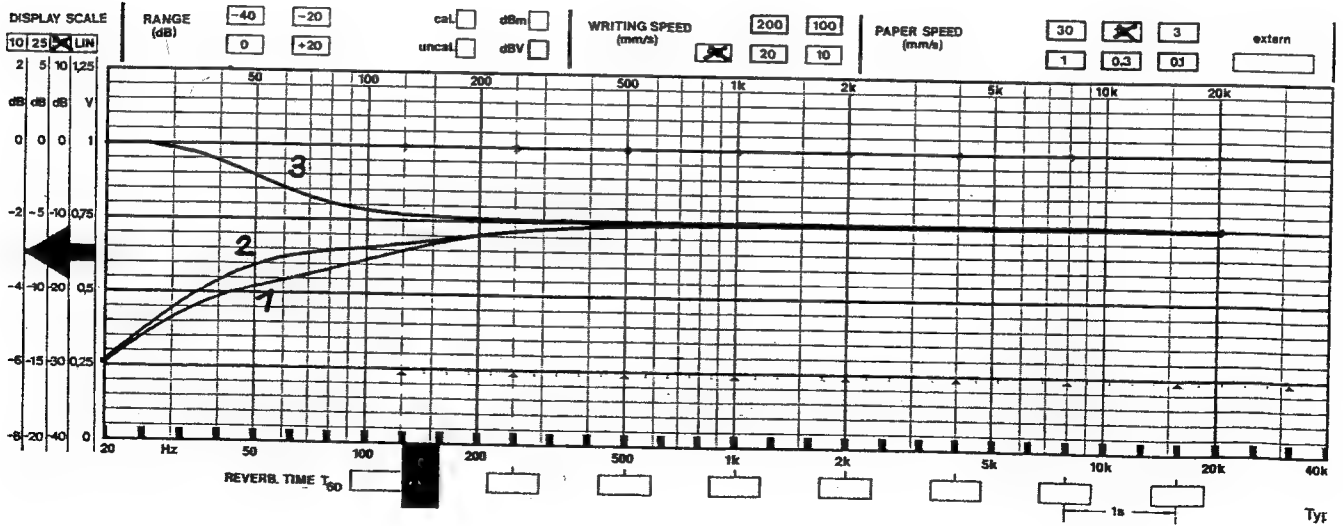 DISPLAY SCALE
10 25 LIN
RANGE
(dB)
-40 -20
0 +20
cal. dBm
uncal. dBV
WRITING SPEED
(mm/s)
200 100
20 10
PAPER SPEED
(mm/s)
30 3
1 0.3 0.1
extern
2 5 10 1,25
50 100 200 500 1k 2k 5k 10k 20k
dB dB dB V
0 0 0 1
3
-2 -5 -10 0,75
2
-4 -10 -20 0,5
1
-6 -15 -30 0,25
-8 -20 -40 0
20 Hz 50 100 200 500 1k 2k 5k 10k 20k 40k
REVERB. TIME T60
1s
Typ